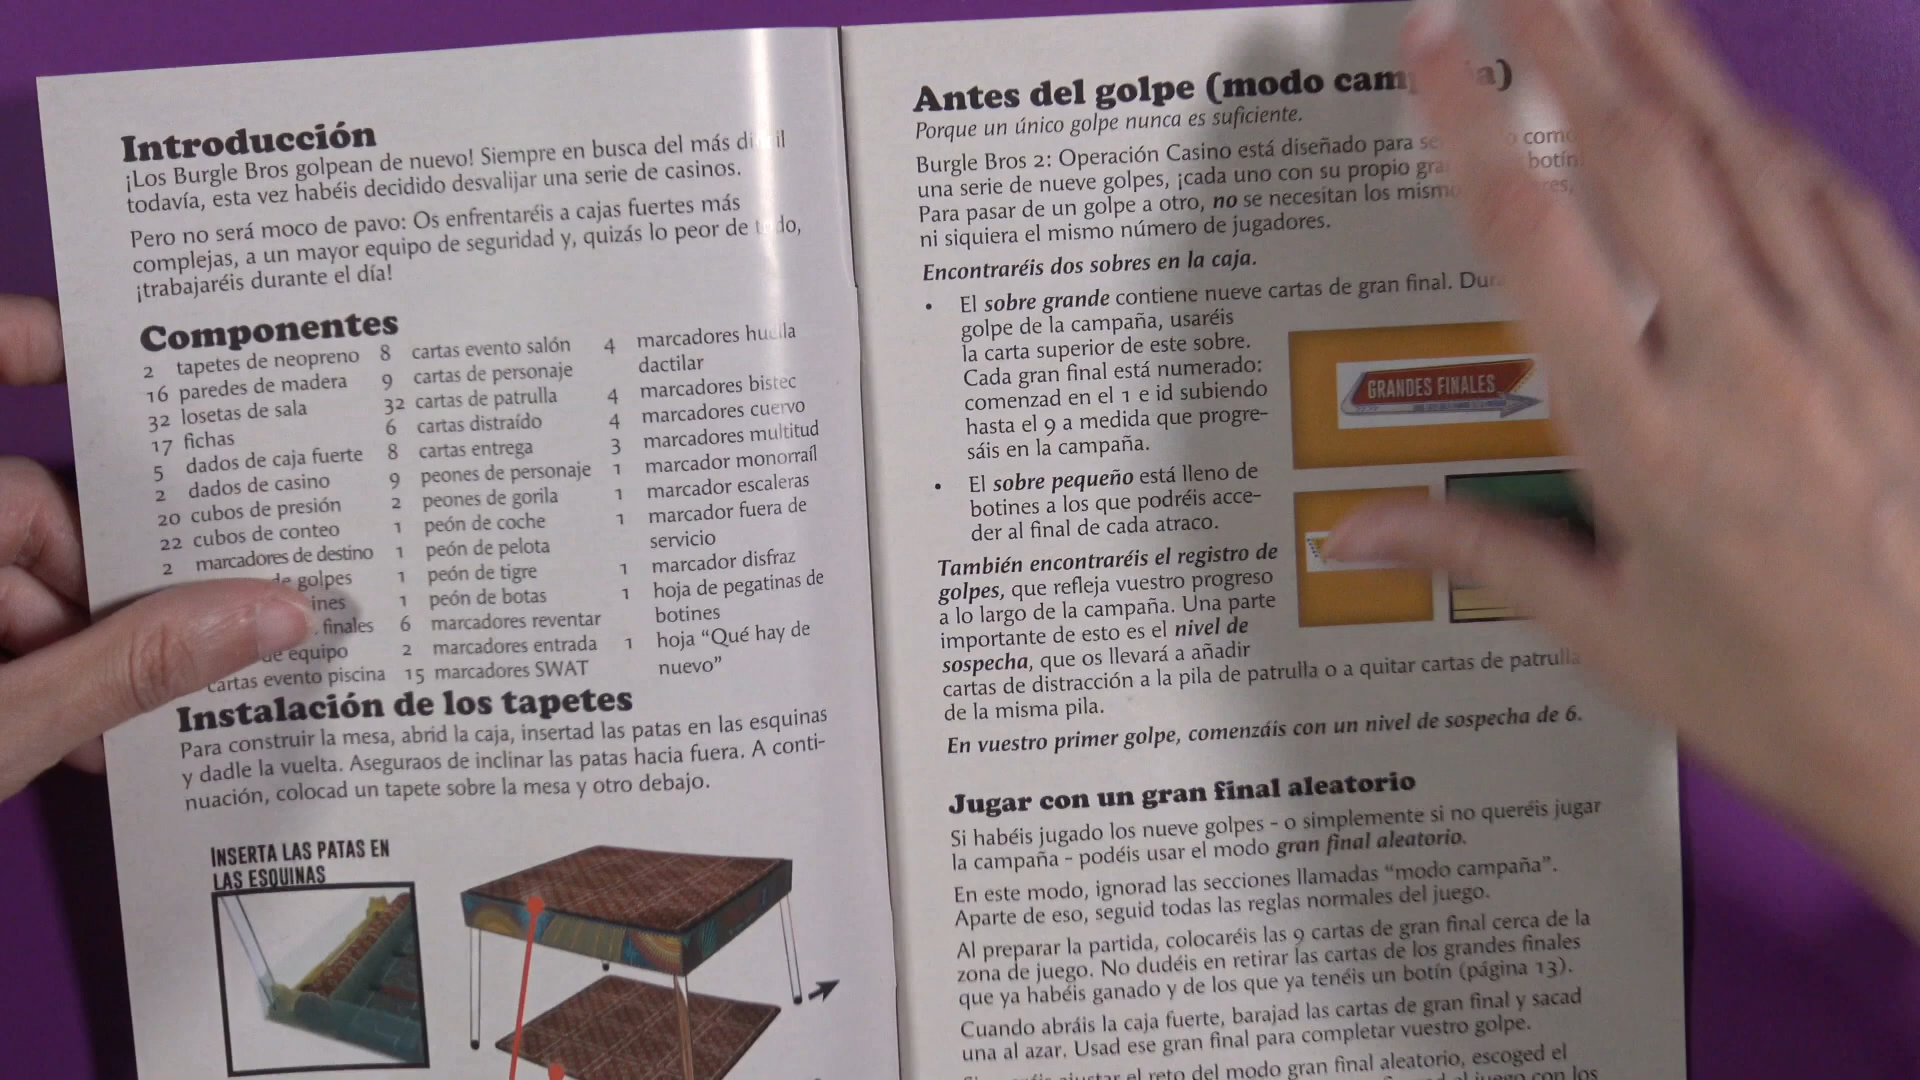 Introducción
¡Los Burgle Bros golpean de nuevo! Siempre en busca del más
todavía, esta vez habéis decidido desvalijar una serie de casinos.
Pero no será moco de pavo: Os enfrentaréis a cajas fuertes más
complejas, a un mayor equipo de seguridad y, quizás lo peor de todo,
¡trabajaréis durante el día!
Componentes
2 tapetes de neopreno
16 paredes de madera
32 losetas de sala
17 fichas
5 dados de caja fuerte
2 dados de casino
20 cubos de presión
22 cubos de conteo
2 marcadores de destino
golpes
finales
de equipo
cartas evento piscina
8 cartas evento salón
9 cartas de personaje
32 cartas de patrulla
6 cartas distraído
8 cartas entrega
9 peones de personaje
2 peones de gorila
1 peón de coche
1 peón de pelota
1 peón de tigre
1 peón de botas
6 marcadores reventar
2 marcadores entrada
15 marcadores SWAT
4 marcadores huella
dactilar
4 marcadores bistec
4 marcadores cuervo
3 marcadores multitud
1 marcador monorraíl
1 marcador escaleras
1 marcador fuera de
servicio
1 marcador disfraz
1 hoja de pegatinas de
botines
1 hoja “Qué hay de
nuevo”
Instalación de los tapetes
Para construir la mesa, abrid la caja, insertad las patas en las esquinas
y dadle la vuelta. Aseguraos de inclinar las patas hacia fuera. A conti-
nuación, colocad un tapete sobre la mesa y otro debajo.
INSERTA LAS PATAS EN
LAS ESQUINAS
Antes del golpe (modo
Porque un único golpe nunca es suficiente.
Burgle Bros 2: Operación Casino está diseñado para como
una serie de nueve golpes, ¡cada uno con su propio botín!
Para pasar de un golpe a otro, no se necesitan los
ni siquiera el mismo número de jugadores.
Encontraréis dos sobres en la caja.
• El sobre grande contiene nueve cartas de gran final.
golpe de la campaña, usaréis
la carta superior de este sobre.
Cada gran final está numerado:
comenzad en el 1 e id subiendo
hasta el 9 a medida que progre-
sáis en la campaña.
GRANDES FINALES
• El sobre pequeño está lleno de
botines a los que podréis acce-
der al final de cada atraco.
También encontraréis el registro de
golpes, que refleja vuestro progreso
a lo largo de la campaña. Una parte
importante de esto es el nivel de
sospecha, que os llevará a añadir
cartas de distracción a la pila de patrulla o a quitar cartas de patrulla
de la misma pila.
En vuestro primer golpe, comenzáis con un nivel de sospecha de 6.
Jugar con un gran final aleatorio
Si habéis jugado los nueve golpes - o simplemente si no queréis jugar
la campaña - podéis usar el modo gran final aleatorio.
En este modo, ignorad las secciones llamadas “modo campaña”.
Aparte de eso, seguid todas las reglas normales del juego.
Al preparar la partida, colocaréis las 9 cartas de gran final cerca de la
zona de juego. No dudéis en retirar las cartas de los grandes finales
que ya habéis ganado y de los que ya tenéis un botín (página 13).
Cuando abráis la caja fuerte, barajad las cartas de gran final y sacad
una al azar. Usad ese gran final para completar vuestro golpe.
el reto del modo gran final aleatorio, escoged el